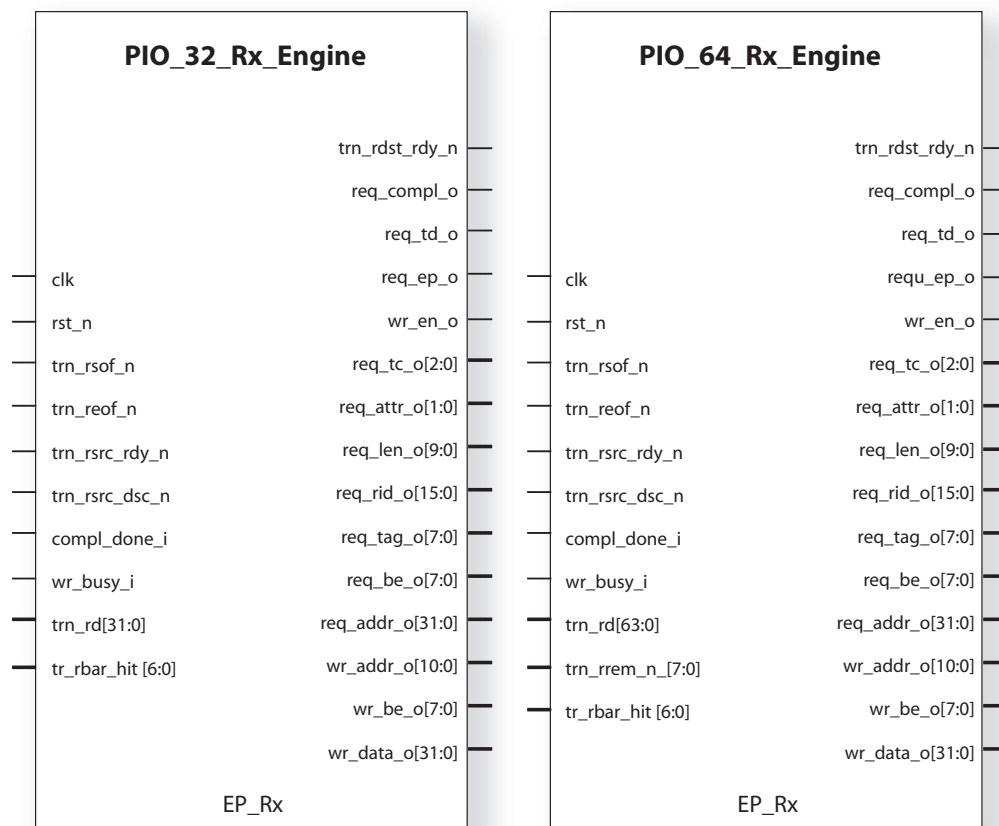 PIO_32_Rx_Engine
trn_rdst_rdy_n
req_compl_o
req_td_o
clk
req_ep_o
rst_n
wr_en_o
trn_rsof_n
req_tc_o[2:0]
trn_reof_n
req_attr_o[1:0]
trn_rsrc_rdy_n
req_len_o[9:0]
trn_rsrc_dsc_n
req_rid_o[15:0]
compl_done_i
req_tag_o[7:0]
wr_busy_i
req_be_o[7:0]
trn_rd[31:0]
req_addr_o[31:0]
tr_rbar_hit [6:0]
wr_addr_o[10:0]
wr_be_o[7:0]
wr_data_o[31:0]
EP_Rx
PIO_64_Rx_Engine
trn_rdst_rdy_n
req_compl_o
req_td_o
clk
requ_ep_o
rst_n
wr_en_o
trn_rsof_n
req_tc_o[2:0]
trn_reof_n
req_attr_o[1:0]
trn_rsrc_rdy_n
req_len_o[9:0]
trn_rsrc_dsc_n
req_rid_o[15:0]
compl_done_i
req_tag_o[7:0]
wr_busy_i
req_be_o[7:0]
trn_rd[63:0]
req_addr_o[31:0]
trn_rrem_n_[7:0]
wr_addr_o[10:0]
tr_rbar_hit [6:0]
wr_be_o[7:0]
wr_data_o[31:0]
EP_Rx